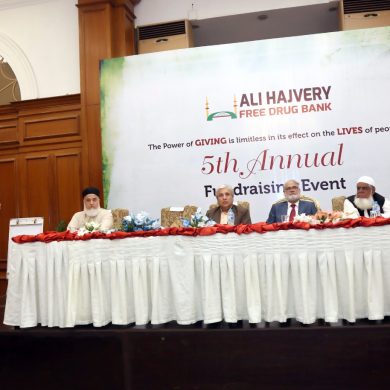 ALI HAJVERY
FREE DRUG BANK
The Power of GIVING is limitless in its effect on the LIVES of
5th Annual
Fundraising Event